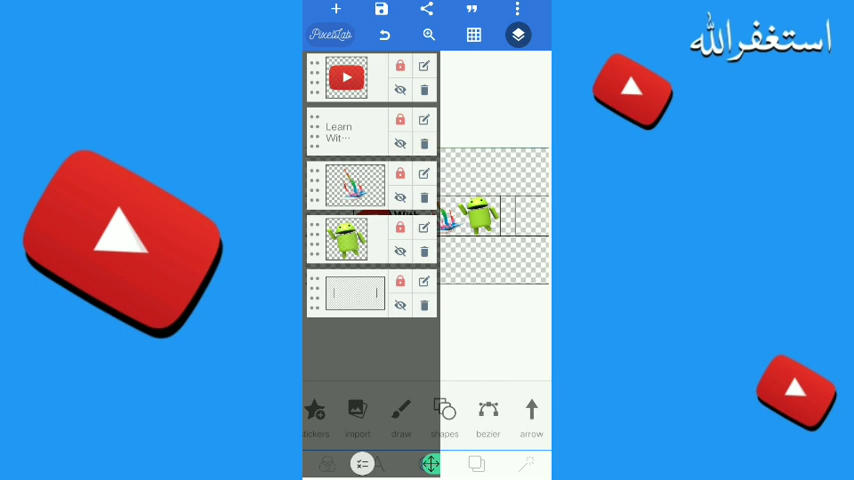 استغفرالله
PixelLab
Learn
Wit...
stickers import draw shapes bezier arrow